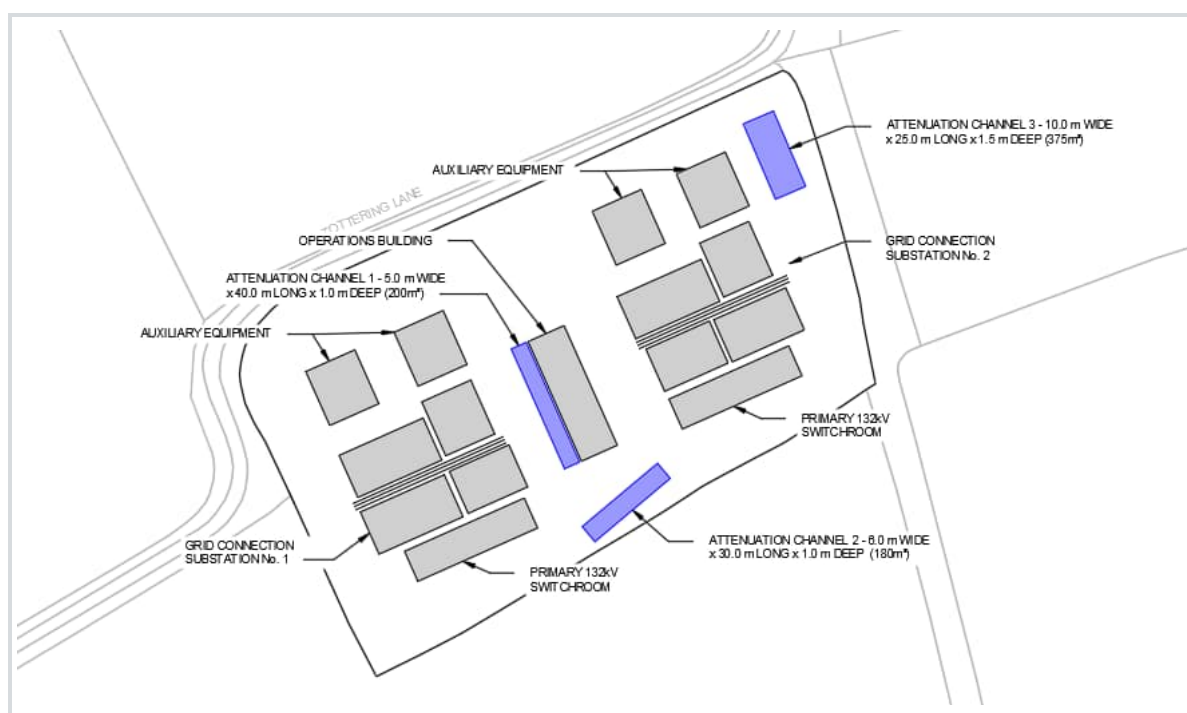 ATTENUATION CHANNEL 3 - 10.0 m WIDE
x 25.0 m LONG x 1.5 m DEEP (375m³)
AUXILIARY EQUIPMENT
OTTERING LANE
OPERATIONS BUILDING
GRID CONNECTION
SUBSTATION No. 2
ATTENUATION CHANNEL 1 - 5.0 m WIDE
x 40.0 m LONG x 1.0 m DEEP (200m³)
AUXILIARY EQUIPMENT
PRIMARY 132kV
SWITCHROOM
GRID CONNECTION
SUBSTATION No. 1
ATTENUATION CHANNEL 2 - 6.0 m WIDE
x 30.0 m LONG x 1.0 m DEEP (180m³)
PRIMARY 132kV
SWITCHROOM